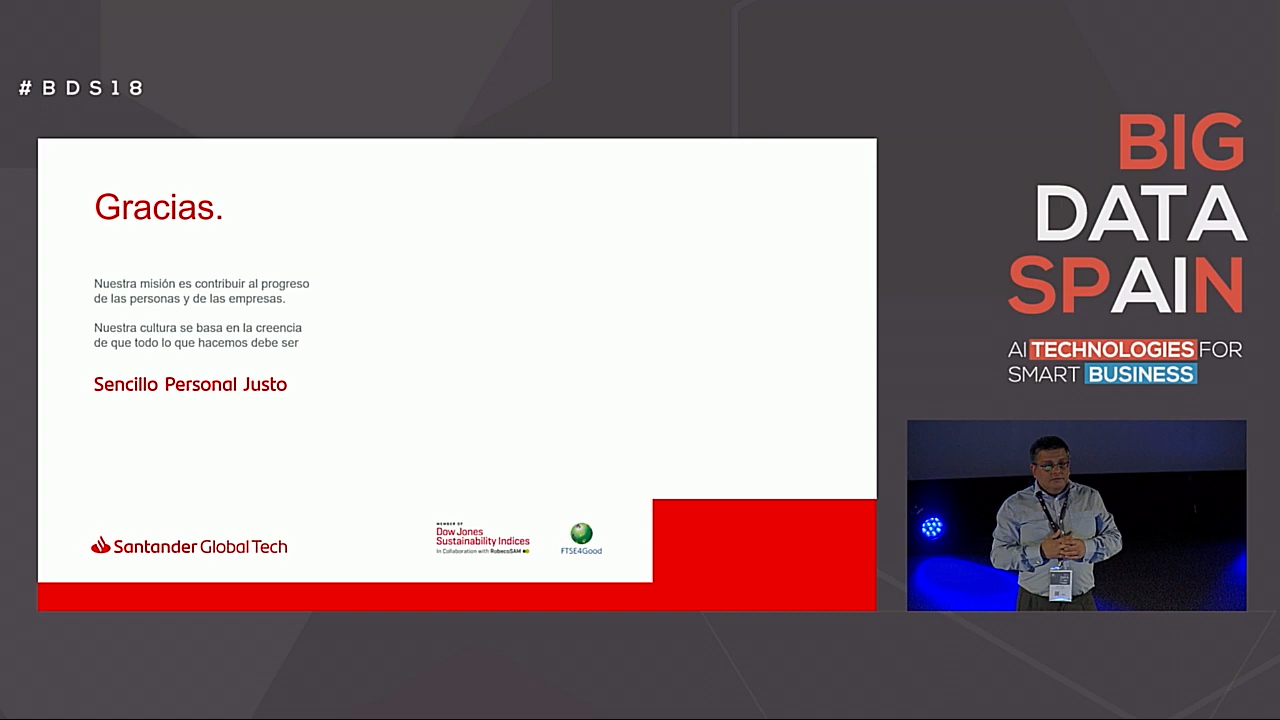 #BDS18
Gracias.
Nuestra misión es contribuir al progreso
de las personas y de las empresas.
Nuestra cultura se basa en la creencia
de que todo lo que hacemos debe ser
Sencillo Personal Justo
Santander Global Tech
MEMBER OF
Dow Jones
Sustainability Indices
In Collaboration with RobecoSAM
FTSE4Good
BIG
DATA
SPAIN
AI TECHNOLOGIES FOR
SMART BUSINESS